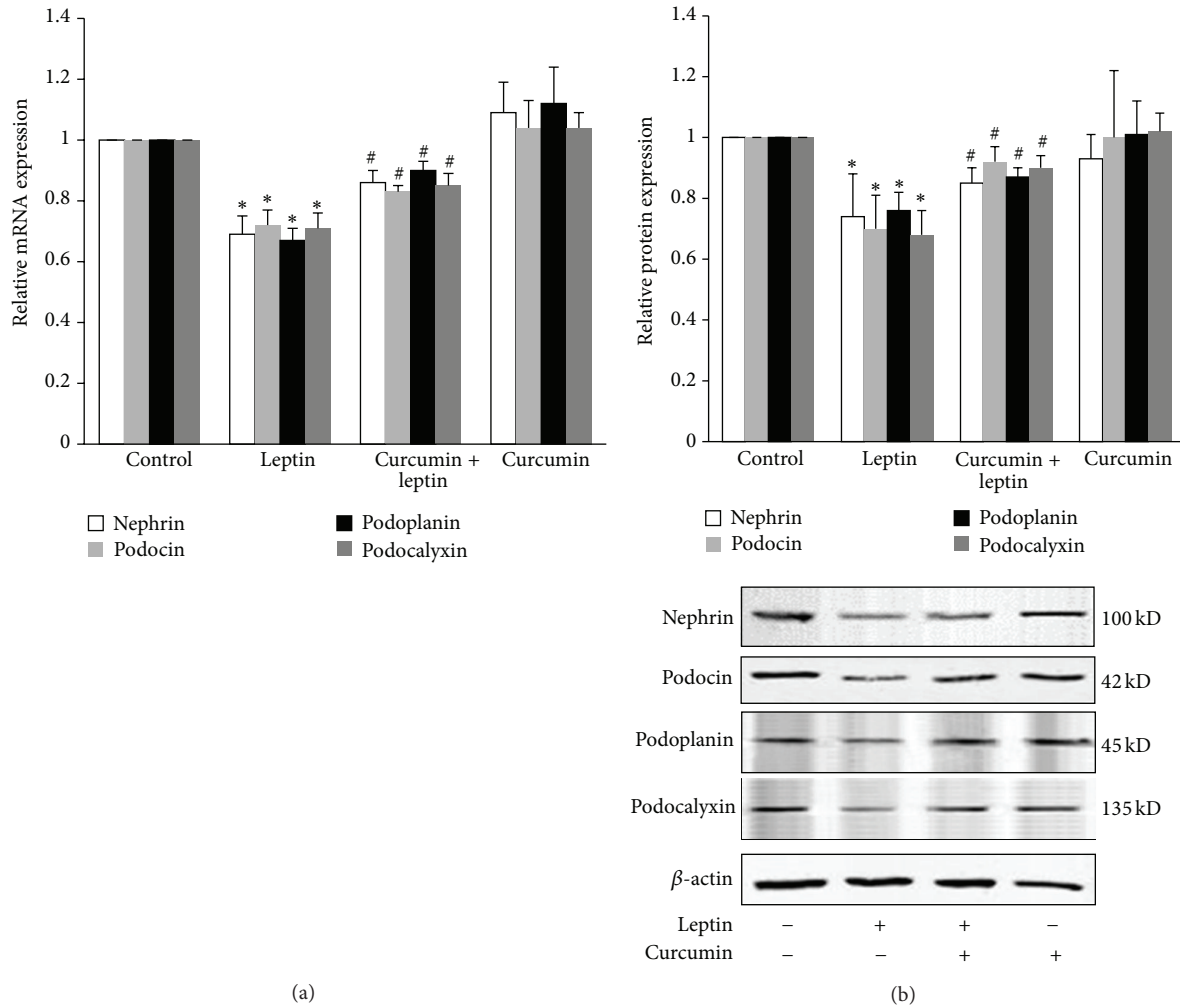 1.4
1.2
1
0.8
0.6
0.4
0.2
0
Relative mRNA expression
* * * *
# # # #
Control Leptin Curcumin + leptin Curcumin
Nephrin Podoplanin
Podocin Podocalyxin
(a)
1.4
1.2
1
0.8
0.6
0.4
0.2
0
Relative protein expression
* * * *
# # # #
Control Leptin Curcumin + leptin Curcumin
Nephrin Podoplanin
Podocin Podocalyxin
Nephrin 100 kD
Podocin 42 kD
Podoplanin 45 kD
Podocalyxin 135 kD
β-actin
Leptin − + + −
Curcumin − − + +
(b)